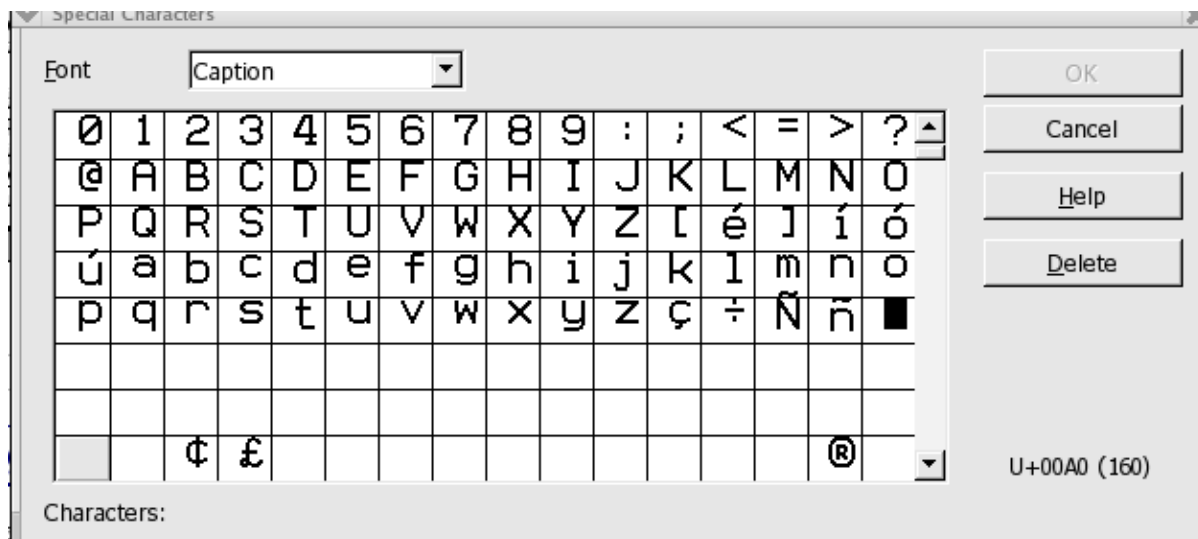 Special Characters
Font Caption OK
0 1 2 3 4 5 6 7 8 9 : ; < = > ?
Cancel
@ A B C D E F G H I J K L M N O
Help
P Q R S T U V W X Y Z [ é ] í ó
ú a b c d e f g h i j k l m n o
Delete
p q r s t u v w x y z ç ÷ Ñ ñ ■
¢ £ ®
U+00A0 (160)
Characters: